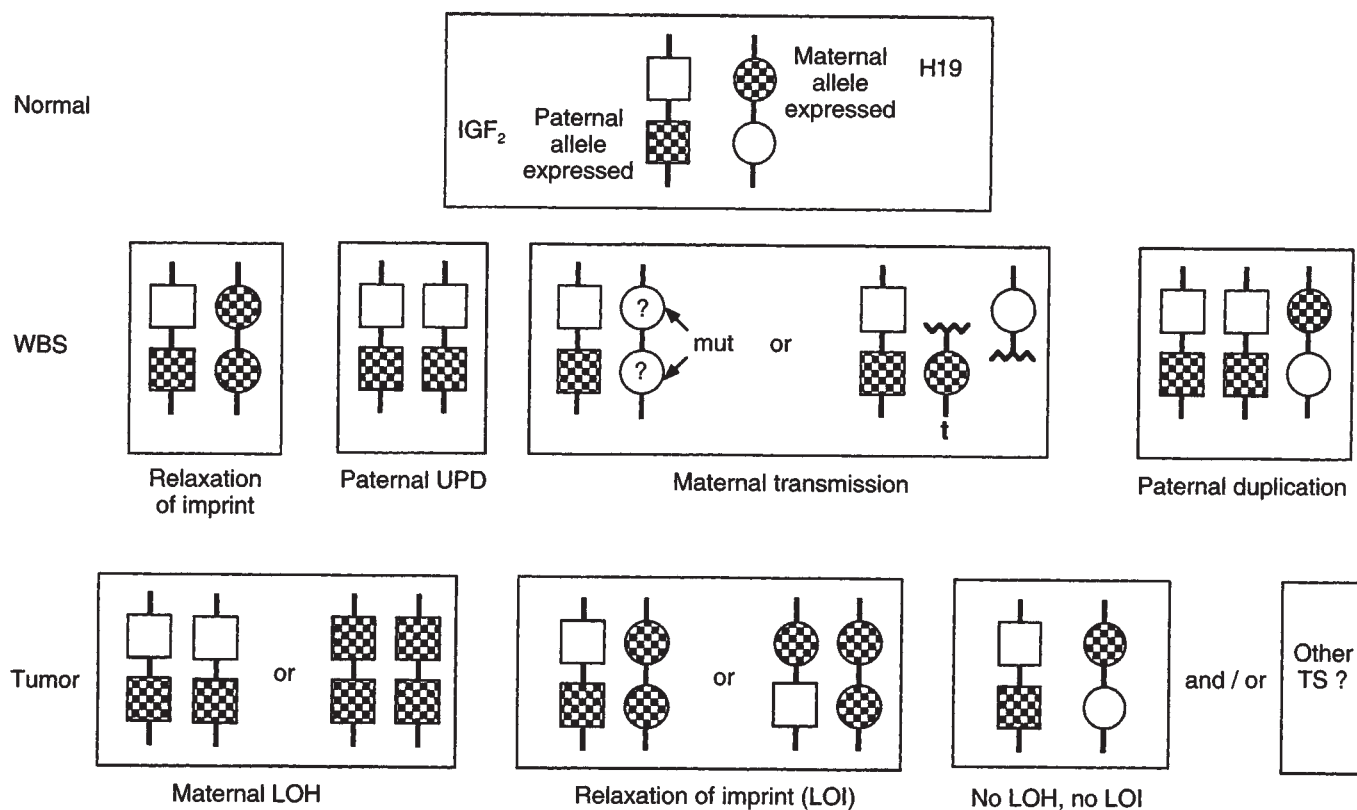 Normal
IGF₂
Paternal
allele
expressed
Maternal
allele
expressed
H19
WBS
?
?
mut
or
t
Relaxation
of imprint
Paternal UPD
Maternal transmission
Paternal duplication
Tumor
or
or
and / or
Other
TS ?
Maternal LOH
Relaxation of imprint (LOI)
No LOH, no LOI